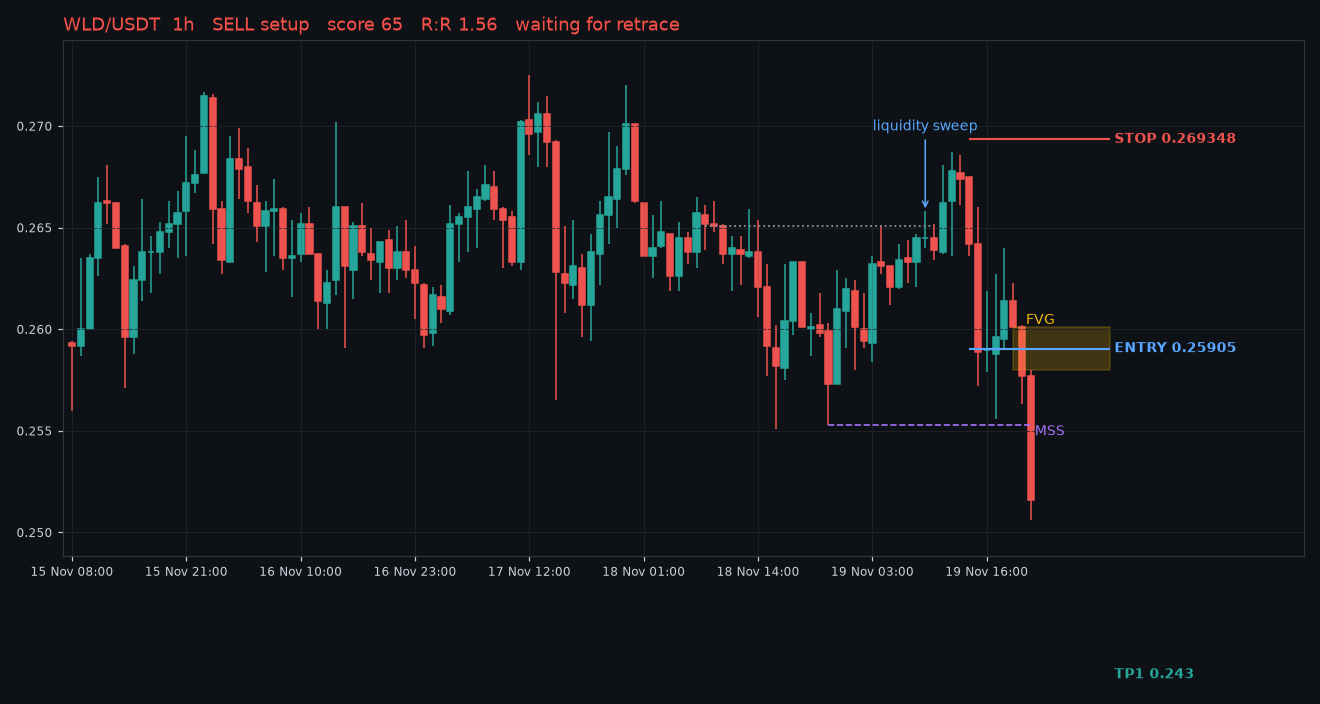 WLD/USDT 1h SELL setup score 65 R:R 1.56 waiting for retrace
liquidity sweep
STOP 0.269348
0.270
0.265
FVG
0.260
ENTRY 0.25905
0.255
MSS
0.250
15 Nov 08:00 15 Nov 21:00 16 Nov 10:00 16 Nov 23:00 17 Nov 12:00 18 Nov 01:00 18 Nov 14:00 19 Nov 03:00 19 Nov 16:00
TP1 0.243